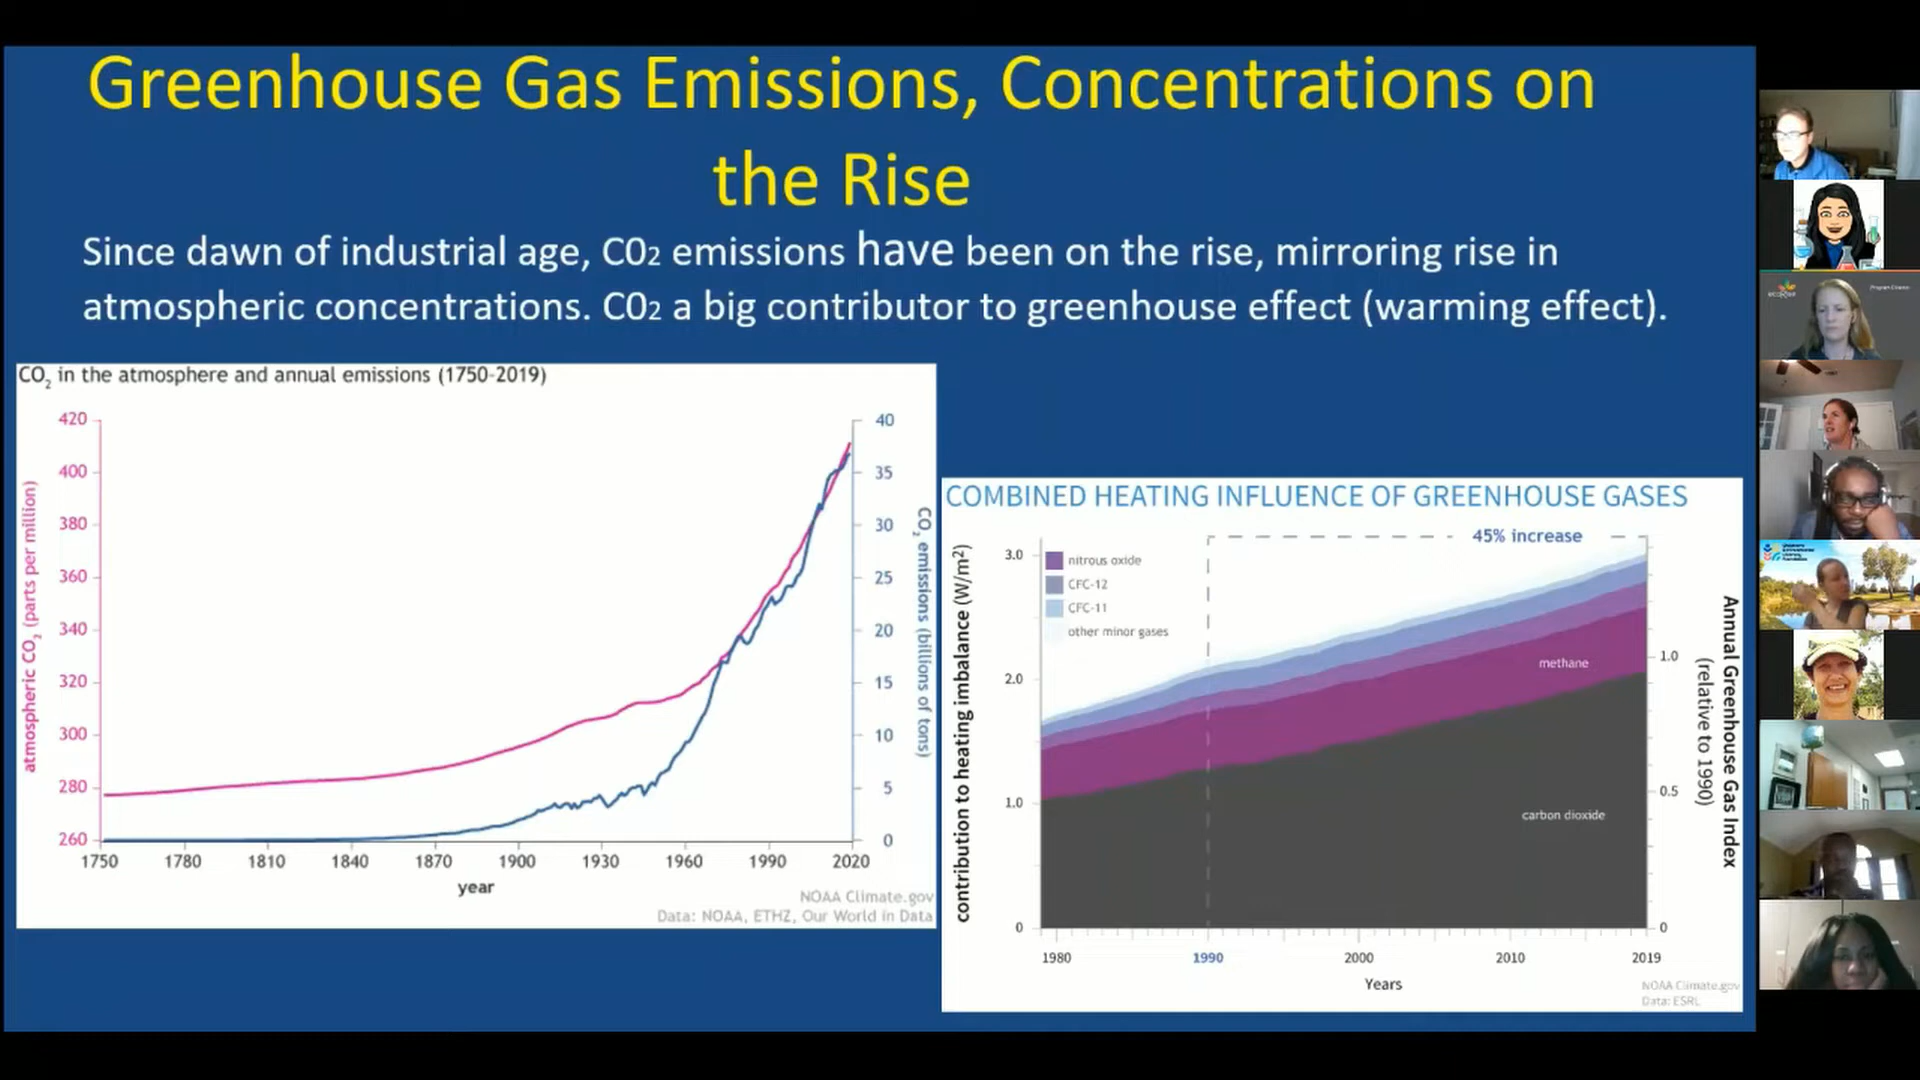 Greenhouse Gas Emissions, Concentrations on
the Rise
Since dawn of industrial age, C02 emissions have been on the rise, mirroring rise in
atmospheric concentrations. C02 a big contributor to greenhouse effect (warming effect).
CO2 in the atmosphere and annual emissions (1750-2019)
atmospheric CO2 (parts per million)
420
400
380
360
340
320
300
280
260
40
35
30
25
20
15
10
5
0
CO2 emissions (billions of tons)
1750 1780 1810 1840 1870 1900 1930 1960 1990 2020
year
NOAA Climate.gov
Data: NOAA, ETHZ, Our World in Data
COMBINED HEATING INFLUENCE OF GREENHOUSE GASES
45% increase
contribution to heating imbalance (W/m2)
3.0
2.0
1.0
0
nitrous oxide
CFC-12
CFC-11
other minor gases
methane
carbon dioxide
1.0
0.5
0
Annual Greenhouse Gas Index
(relative to 1990)
1980 1990 2000 2010 2019
Years
NOAA Climate.gov
Data: ESRL